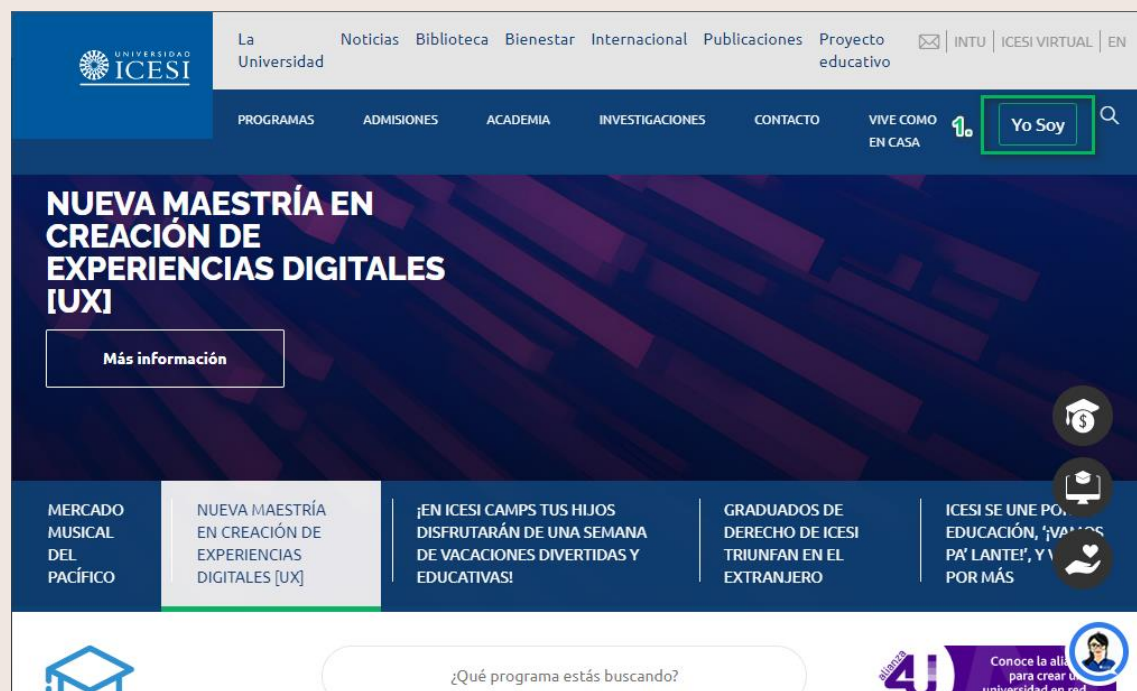 UNIVERSIDAD
ICESI
La
Universidad
Noticias
Biblioteca
Bienestar
Internacional
Publicaciones
Proyecto
educativo
INTU
ICESI VIRTUAL
EN
PROGRAMAS
ADMISIONES
ACADEMIA
INVESTIGACIONES
CONTACTO
VIVE COMO
EN CASA
1.
Yo Soy
NUEVA MAESTRÍA EN
CREACIÓN DE
EXPERIENCIAS DIGITALES
[UX]
Más información
$
MERCADO
MUSICAL
DEL
PACÍFICO
NUEVA MAESTRÍA
EN CREACIÓN DE
EXPERIENCIAS
DIGITALES [UX]
¡EN ICESI CAMPS TUS HIJOS
DISFRUTARÁN DE UNA SEMANA
DE VACACIONES DIVERTIDAS Y
EDUCATIVAS!
GRADUADOS DE
DERECHO DE ICESI
TRIUNFAN EN EL
EXTRANJERO
ICESI SE UNE
EDUCACIÓN,
PA' LANTE!', Y
POR MÁS
¿Qué programa estás buscando?
alianza
4U
Conoce la
para crear
universidad en red